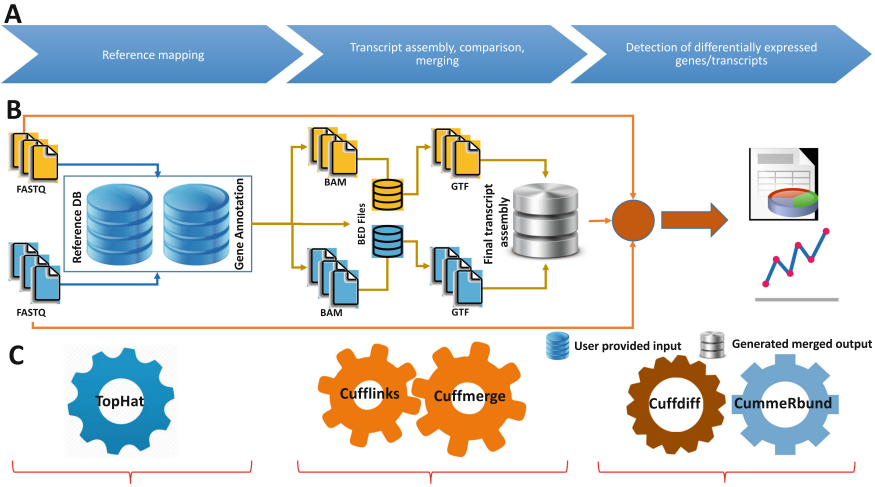 A
Reference mapping
Transcript assembly, comparison,
merging
Detection of differentially expressed
genes/transcripts
B
FASTQ
Reference DB
Gene Annotation
BAM
BED Files
GTF
Final transcript
assembly
FASTQ
BAM
GTF
User provided input
Generated merged output
C
TopHat
Cufflinks
Cuffmerge
Cuffdiff
CummeRbund